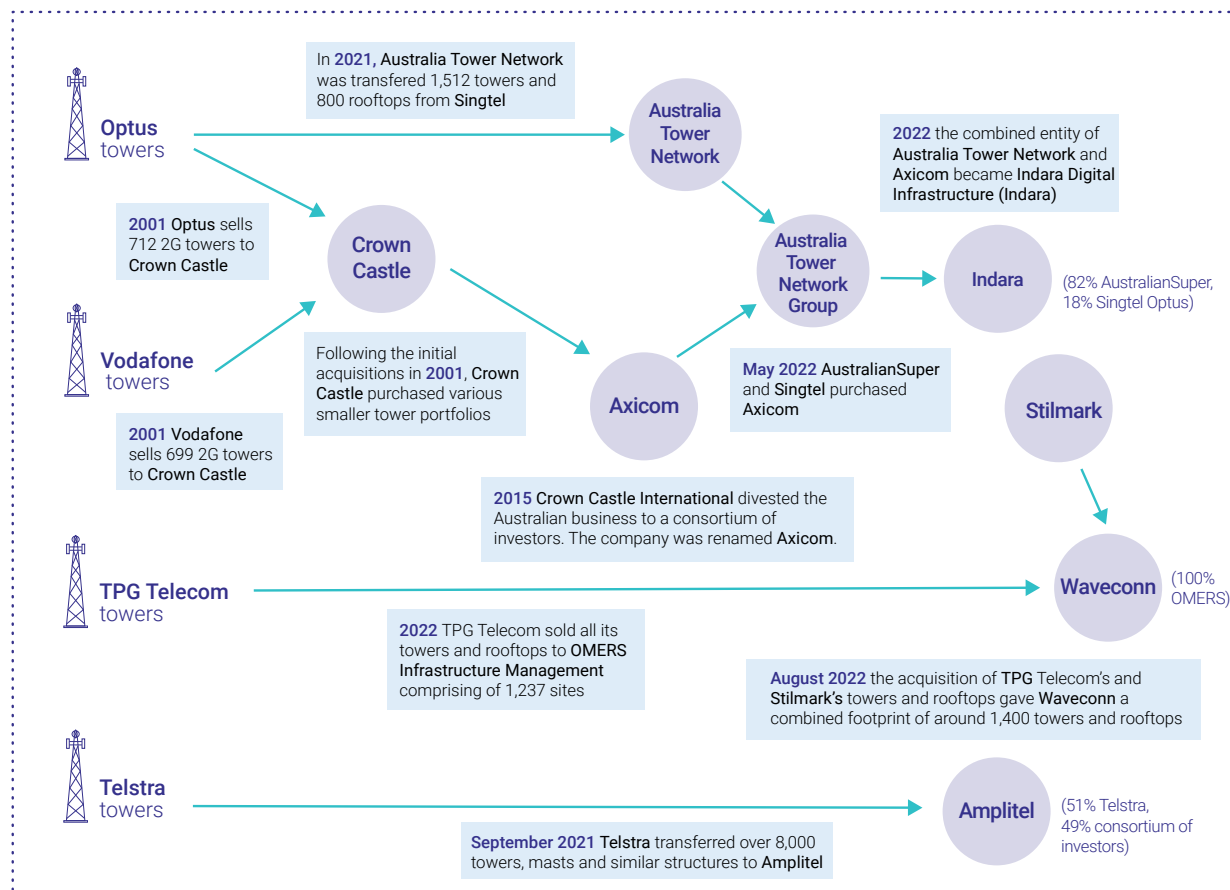 In 2021, Australia Tower Network
was transfered 1,512 towers and
800 rooftops from Singtel
Optus
towers
Australia
Tower
Network
2022 the combined entity of
Australia Tower Network and
Axicom became Indara Digital
Infrastructure (Indara)
2001 Optus sells
712 2G towers to
Crown Castle
Crown
Castle
Australia
Tower
Network
Group
Indara
(82% AustralianSuper,
18% Singtel Optus)
Vodafone
towers
Following the initial
acquisitions in 2001, Crown
Castle purchased various
smaller tower portfolios
Axicom
May 2022 AustralianSuper
and Singtel purchased
Axicom
Stilmark
2001 Vodafone
sells 699 2G towers
to Crown Castle
2015 Crown Castle International divested the
Australian business to a consortium of
investors. The company was renamed Axicom.
TPG Telecom
towers
Waveconn
(100%
OMERS)
2022 TPG Telecom sold all its
towers and rooftops to OMERS
Infrastructure Management
comprising of 1,237 sites
August 2022 the acquisition of TPG Telecom's and
Stilmark's towers and rooftops gave Waveconn a
combined footprint of around 1,400 towers and rooftops
Telstra
towers
Amplitel
(51% Telstra,
49% consortium of
investors)
September 2021 Telstra transferred over 8,000
towers, masts and similar structures to Amplitel